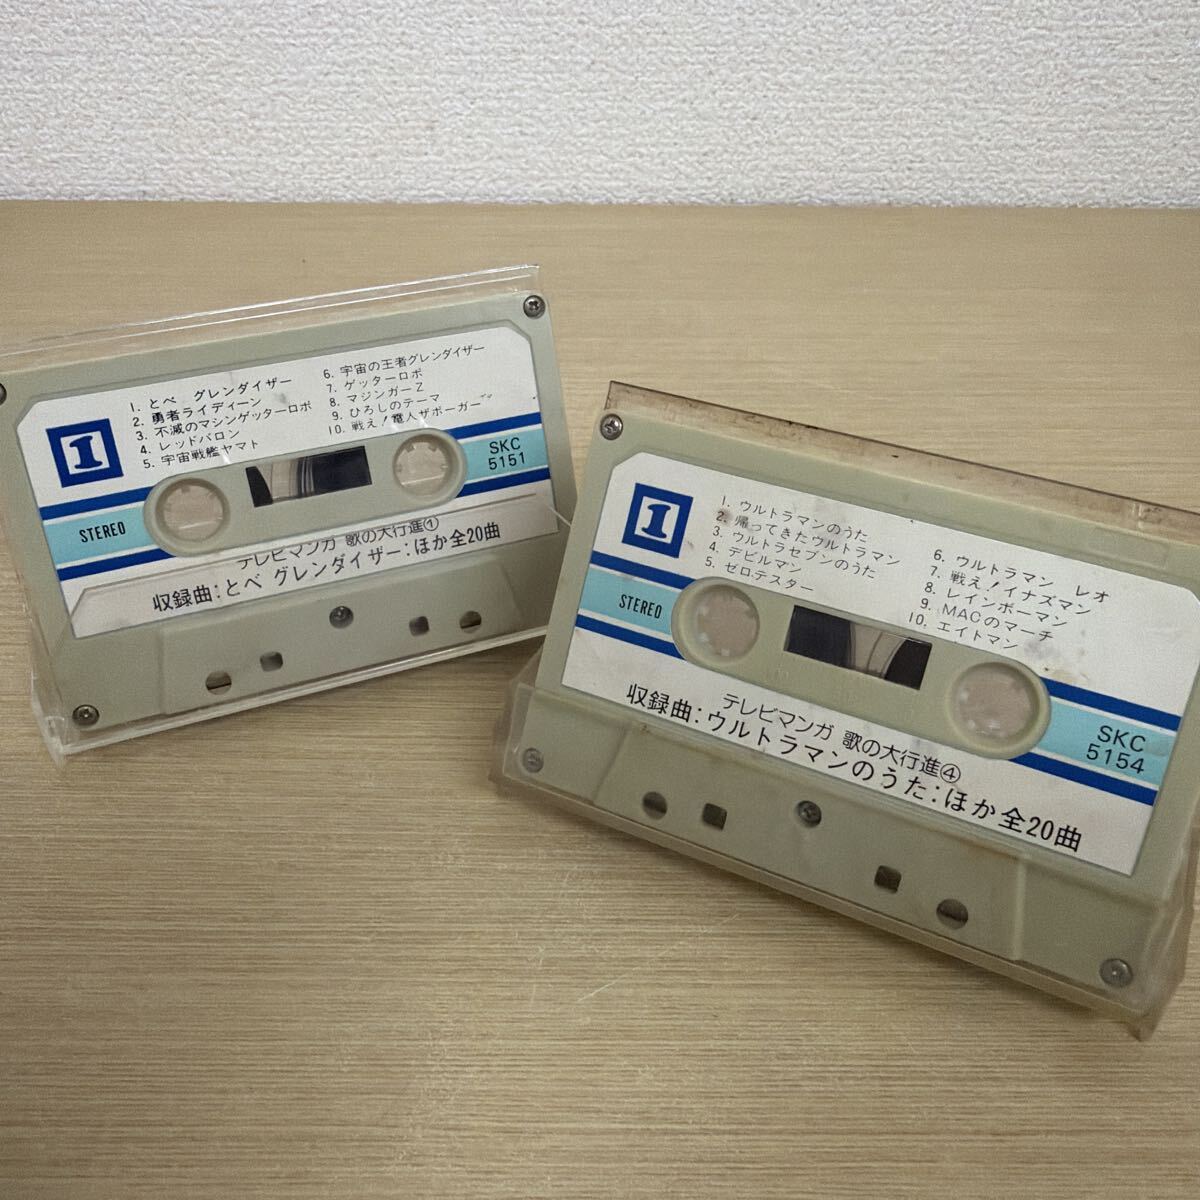 1
1. とべ グレンダイザー
2. 勇者ライディーン
3. 不滅のマシンゲッターロボ
4. レッドバロン
5. 宇宙戦艦ヤマト
6. 宇宙の王者グレンダイザー
7. ゲッターロボ
8. マジンガーZ
9. ひろしのテーマ
10. 戦え!電人ザボーガー
STEREO
SKC
5151
テレビマンガ 歌の大行進①
収録曲:とべ グレンダイザー:ほか全20曲
1
1. ウルトラマンのうた
2. 帰ってきたウルトラマン
3. ウルトラセブンのうた
4. デビルマン
5. ゼロ・テスター
6. ウルトラマン レオ
7. 戦え!イナズマン
8. レインボーマン
9. MACのマーチ
10. エイトマン
STEREO
SKC
5154
テレビマンガ 歌の大行進④
収録曲:ウルトラマンのうた:ほか全20曲